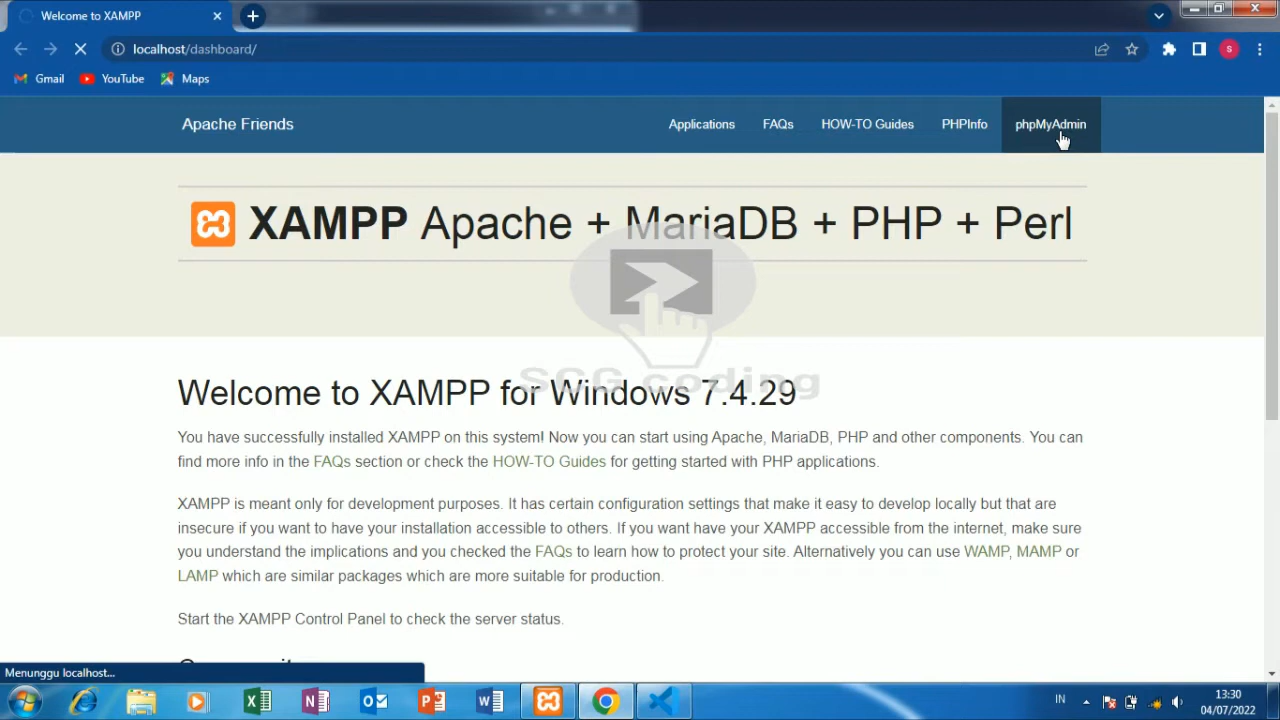 Welcome to XAMPP
localhost/dashboard/
S
Gmail YouTube Maps
Apache Friends Applications FAQs HOW-TO Guides PHPInfo phpMyAdmin
XAMPP Apache + MariaDB + PHP + Perl
SCG coding
Welcome to XAMPP for Windows 7.4.29
You have successfully installed XAMPP on this system! Now you can start using Apache, MariaDB, PHP and other components. You can
find more info in the FAQs section or check the HOW-TO Guides for getting started with PHP applications.
XAMPP is meant only for development purposes. It has certain configuration settings that make it easy to develop locally but that are
insecure if you want to have your installation accessible to others. If you want have your XAMPP accessible from the internet, make sure
you understand the implications and you checked the FAQs to learn how to protect your site. Alternatively you can use WAMP, MAMP or
LAMP which are similar packages which are more suitable for production.
Start the XAMPP Control Panel to check the server status.
Menunggu localhost...
IN
13:30
04/07/2022